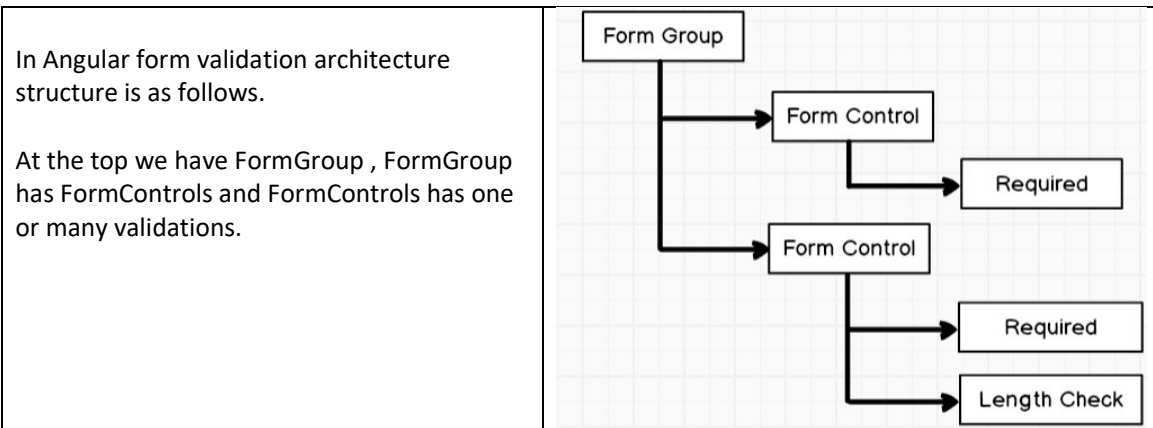 In Angular form validation architecture
structure is as follows.
At the top we have FormGroup , FormGroup
has FormControls and FormControls has one
or many validations.
Form Group
Form Control
Required
Form Control
Required
Length Check